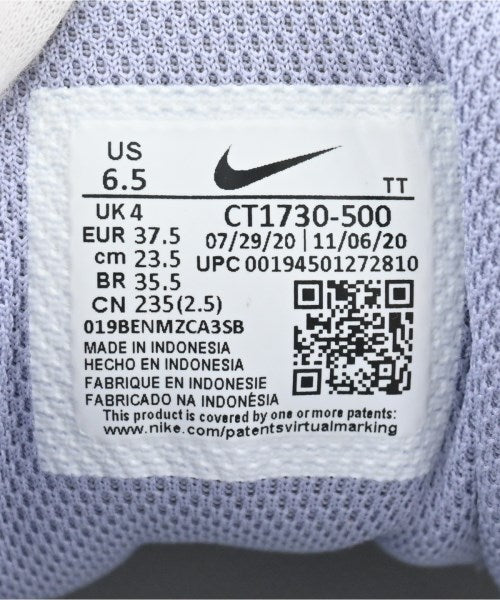 US
6.5
TT
UK 4
CT1730-500
EUR 37.5
07/29/20 | 11/06/20
cm 23.5
UPC 00194501272810
BR 35.5
CN 235(2.5)
019BENMZCA3SB
MADE IN INDONESIA
HECHO EN INDONESIA
FABRIQUE EN INDONESIE
FABRICADO NA INDONÉSIA
This product is covered by one or more patents:
www.nike.com/patentsvirtualmarking